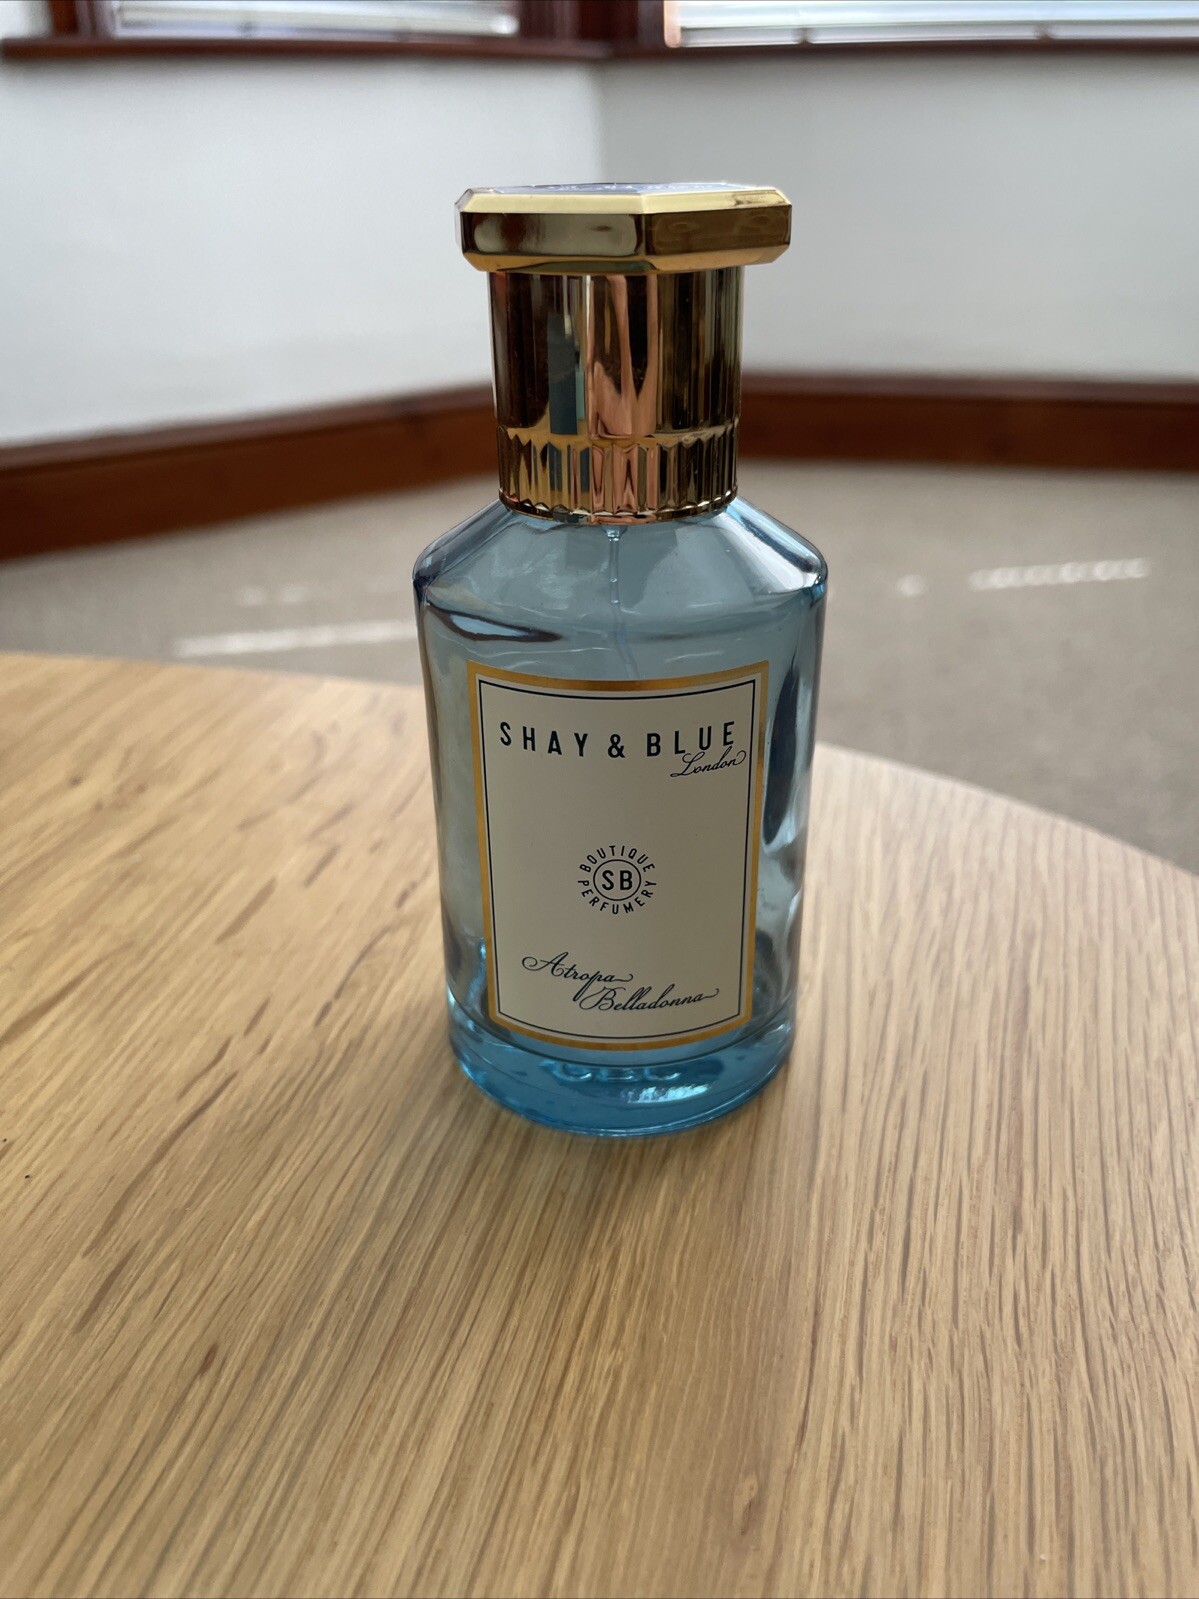 SHAY & BLUE
London
BOUTIQUE
SB
PERFUMERY
Atropa
Belladonna